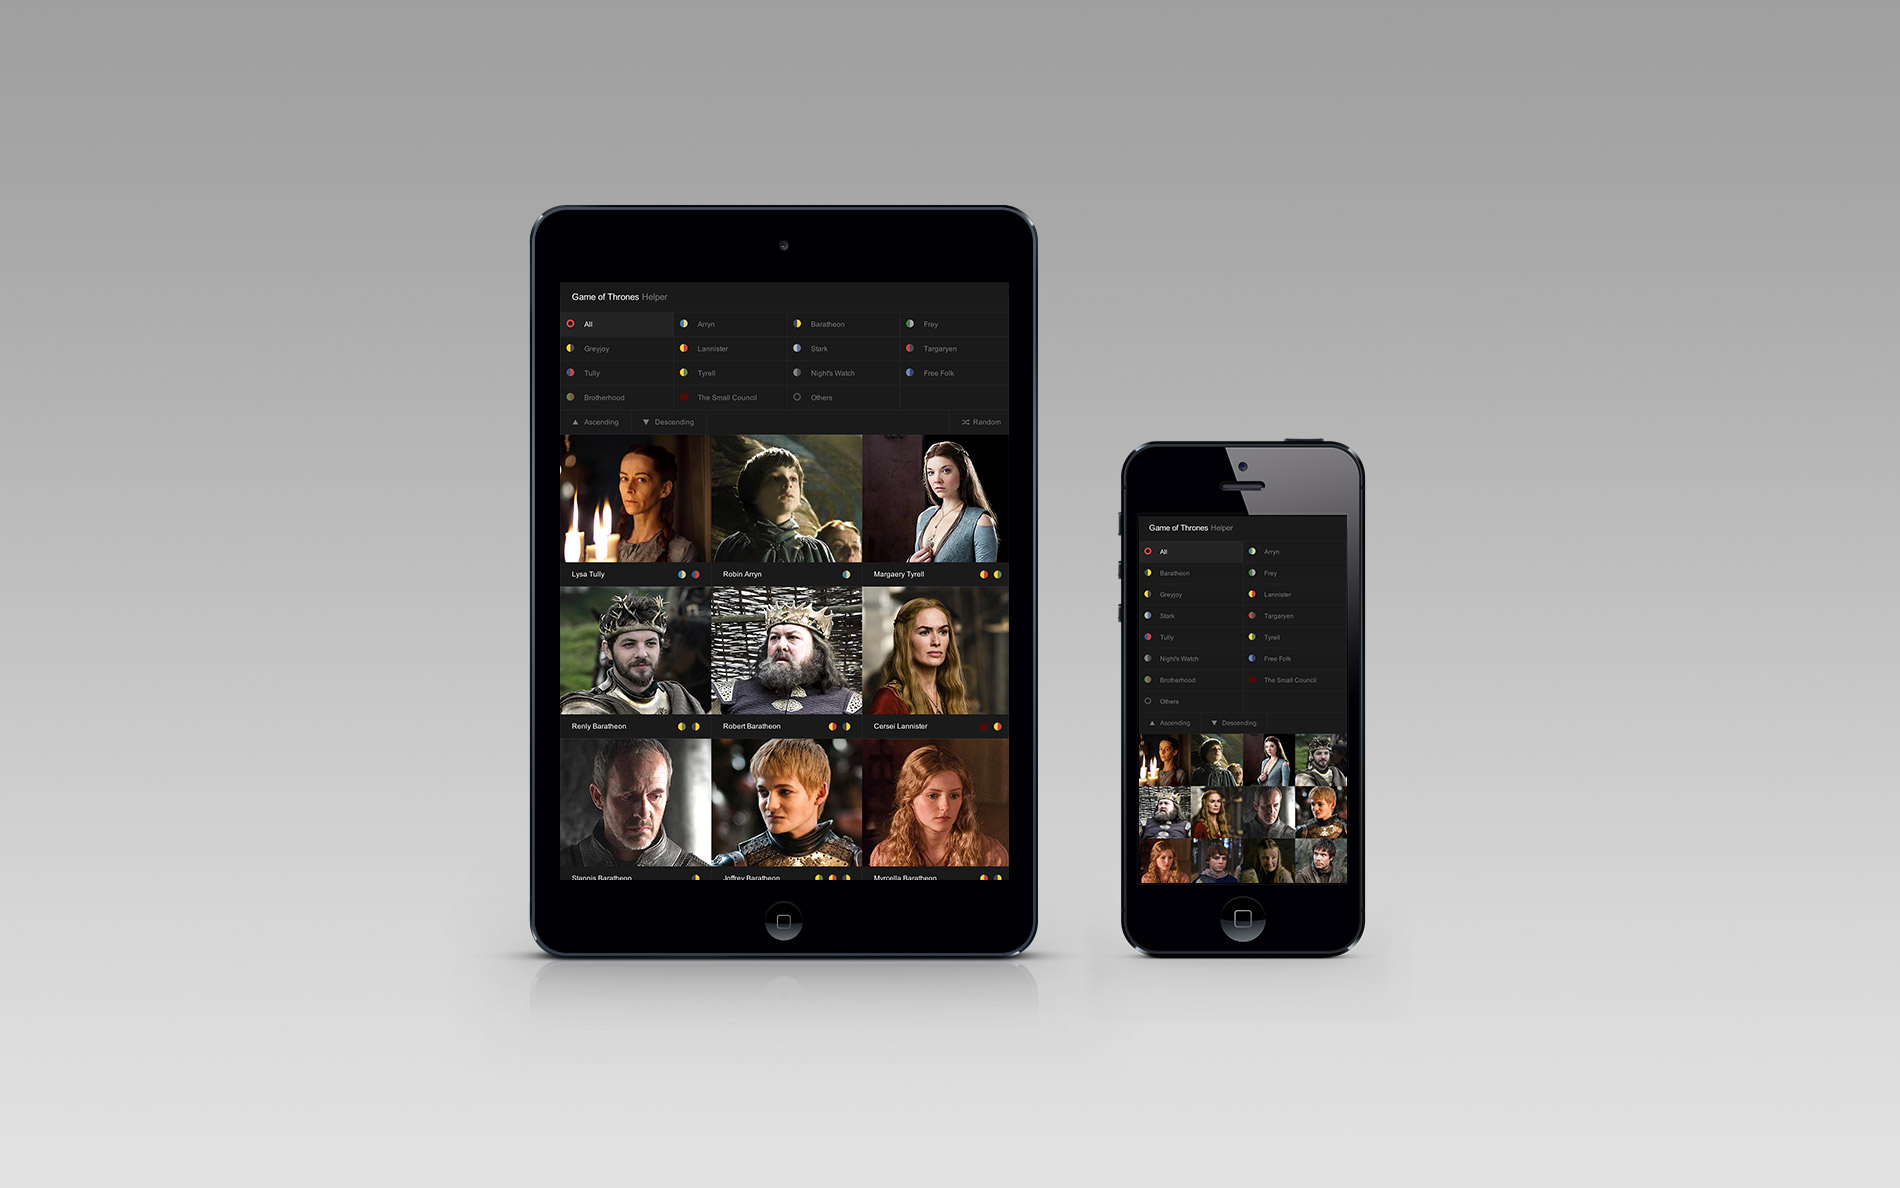 Game of Thrones Helper
All Arryn Baratheon Frey
Greyjoy Lannister Stark Targaryen
Tully Tyrell Night's Watch Free Folk
Brotherhood The Small Council Others
Ascending Descending Random
Lysa Tully Robin Arryn Margaery Tyrell
Renly Baratheon Robert Baratheon Cersei Lannister
Stannis Baratheon Joffrey Baratheon Myrcella Baratheon
Game of Thrones Helper
All Arryn
Baratheon Frey
Greyjoy Lannister
Stark Targaryen
Tully Tyrell
Night's Watch Free Folk
Brotherhood The Small Council
Others
Ascending Descending